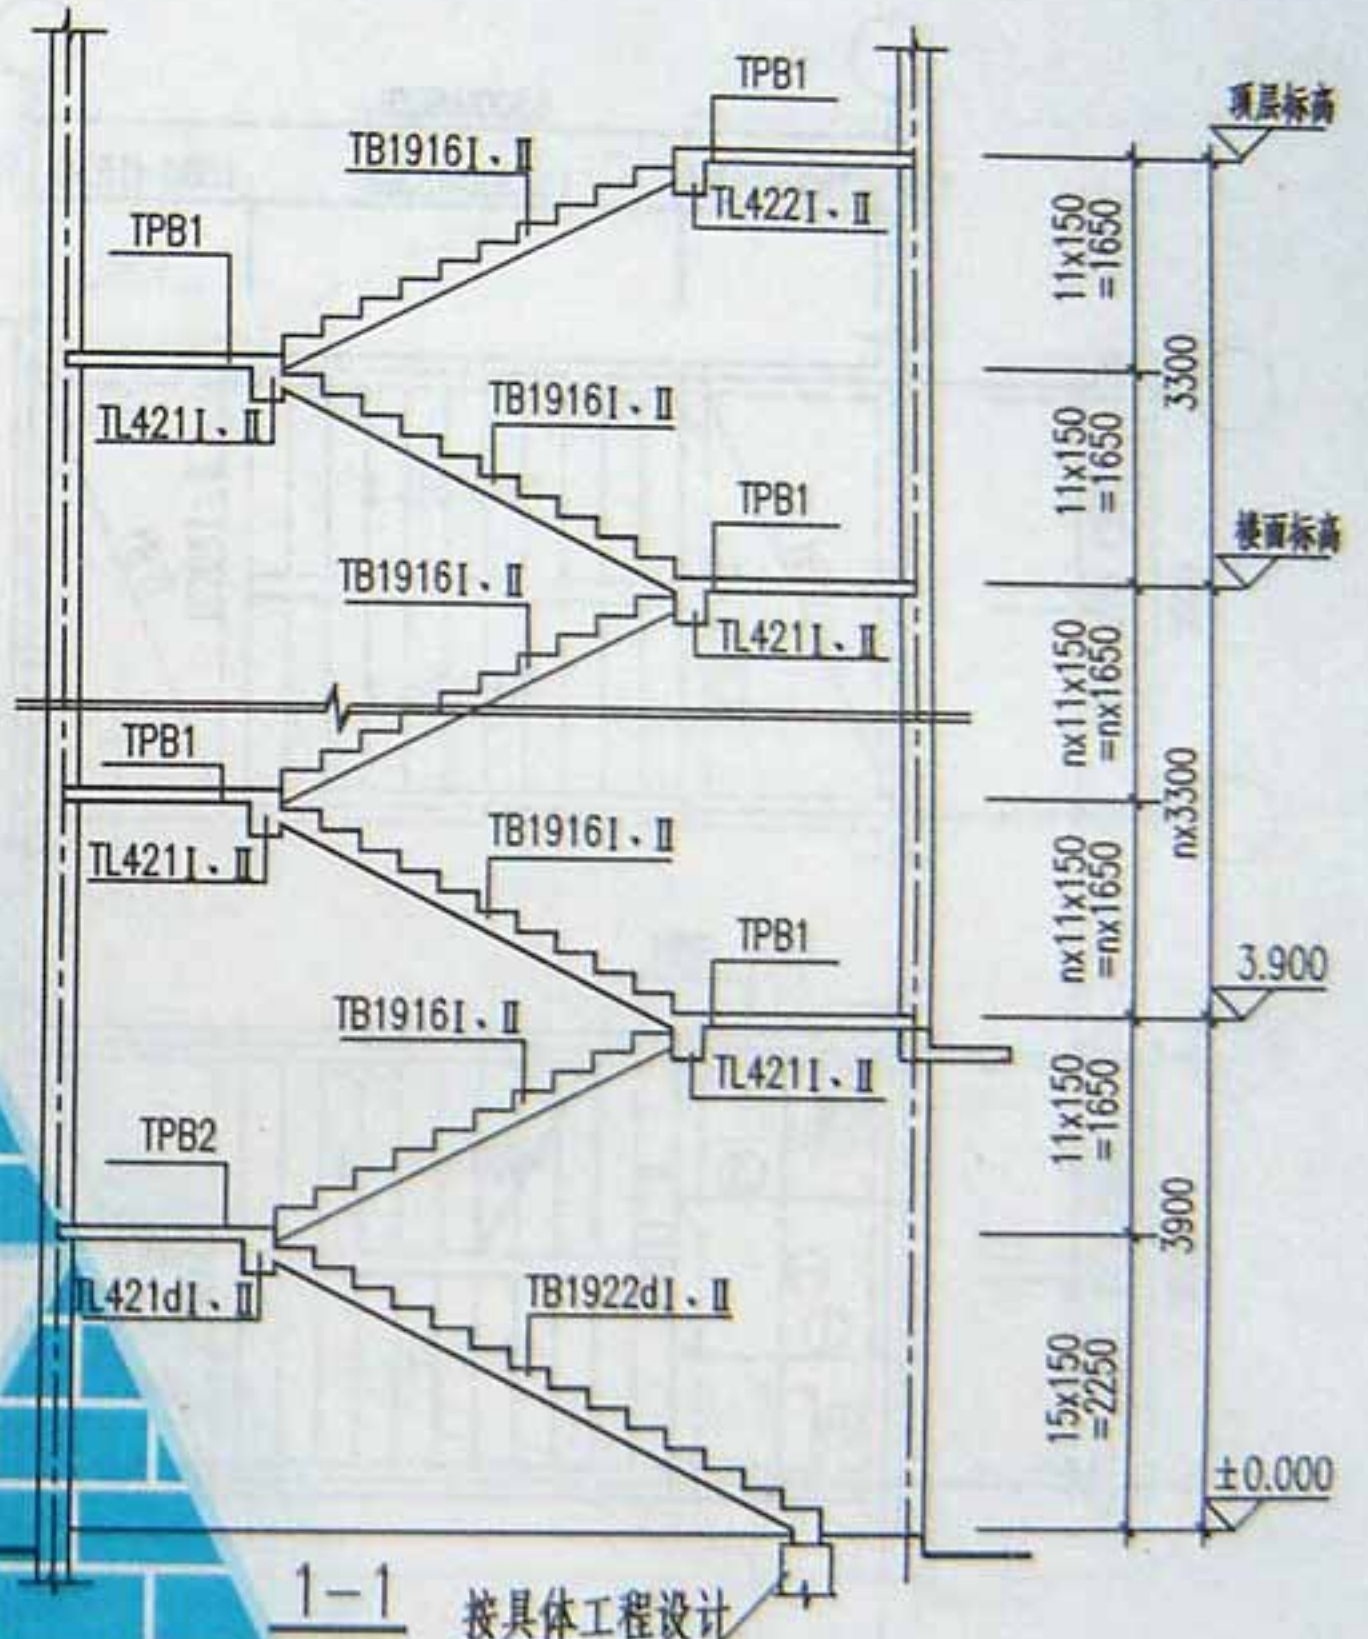 TPB1
顶层标高
TB1916Ⅰ、Ⅱ
TL422Ⅰ、Ⅱ
TPB1
11x150
=1650
3300
TB1916Ⅰ、Ⅱ
TL421Ⅰ、Ⅱ
11x150
=1650
TPB1
楼面标高
TB1916Ⅰ、Ⅱ
TL421Ⅰ、Ⅱ
nx11x150
=nx1650
TPB1
nx3300
TB1916Ⅰ、Ⅱ
TL421Ⅰ、Ⅱ
nx11x150
=nx1650
TPB1
3.900
TB1916Ⅰ、Ⅱ
TL421Ⅰ、Ⅱ
11x150
=1650
TPB2
3900
TL421dⅠ、Ⅱ
TB1922dⅠ、Ⅱ
15x150
=2250
±0.000
1-1
按具体工程设计